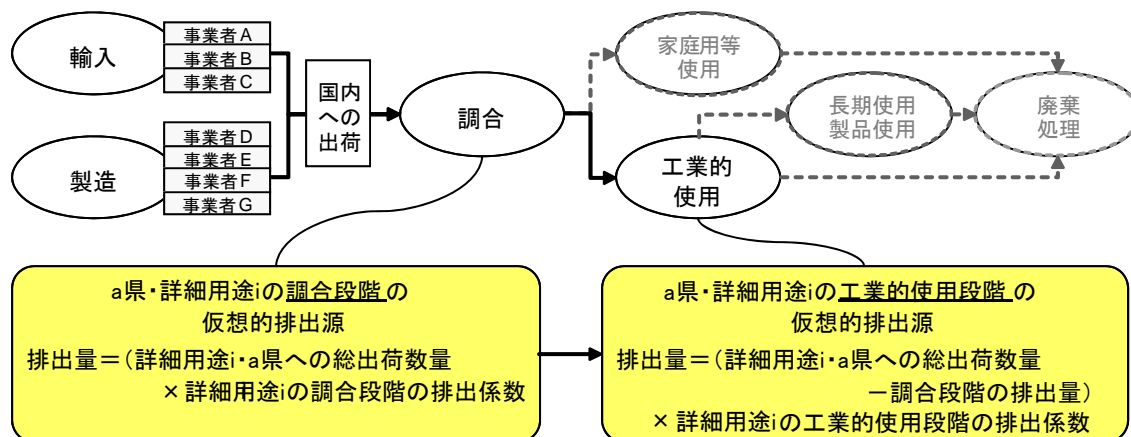 輸入
事業者A
事業者B
事業者C
製造
事業者D
事業者E
事業者F
事業者G
国内
への
出荷
調合
家庭用等
使用
長期使用
製品使用
廃棄
処理
工業的
使用
a県・詳細用途iの調合段階の
仮想的排出源
排出量＝（詳細用途i・a県への総出荷数量
×詳細用途iの調合段階の排出係数
a県・詳細用途iの工業的使用段階の
仮想的排出源
排出量＝（詳細用途i・a県への総出荷数量
－調合段階の排出量）
×詳細用途iの工業的使用段階の排出係数